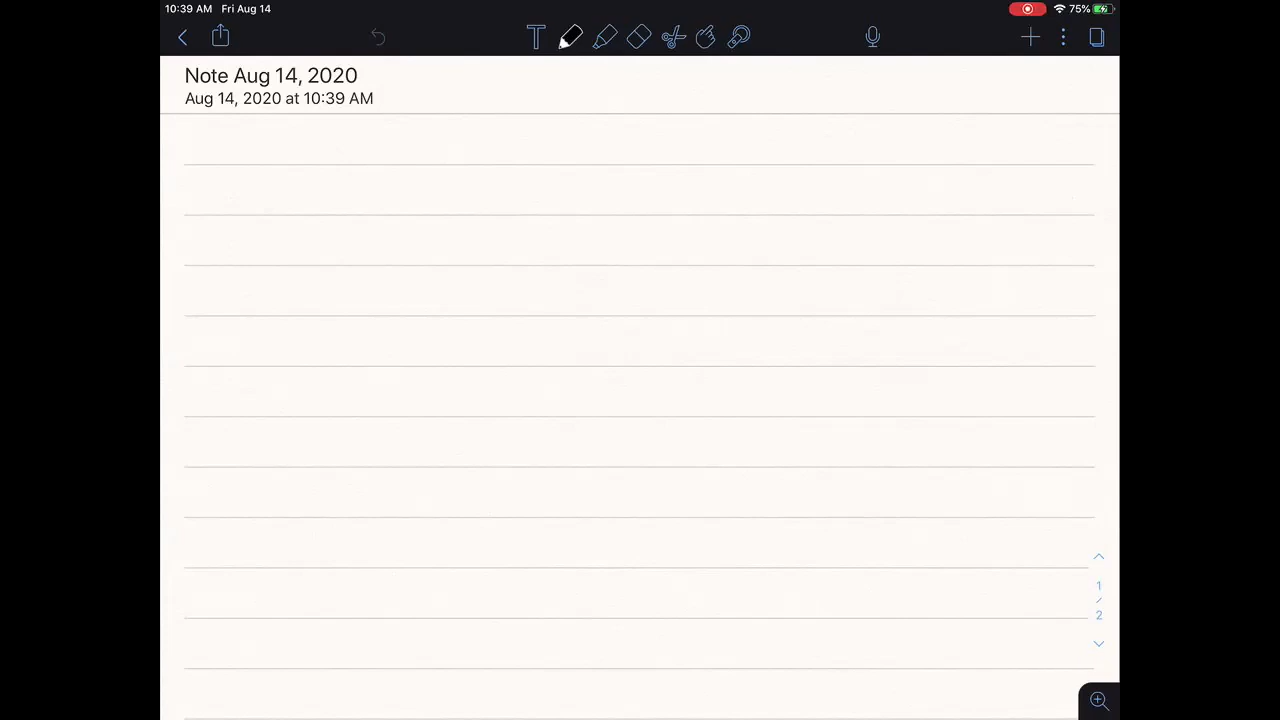 10:39 AM Fri Aug 14 75%
T
Note Aug 14, 2020
Aug 14, 2020 at 10:39 AM
1
/
2